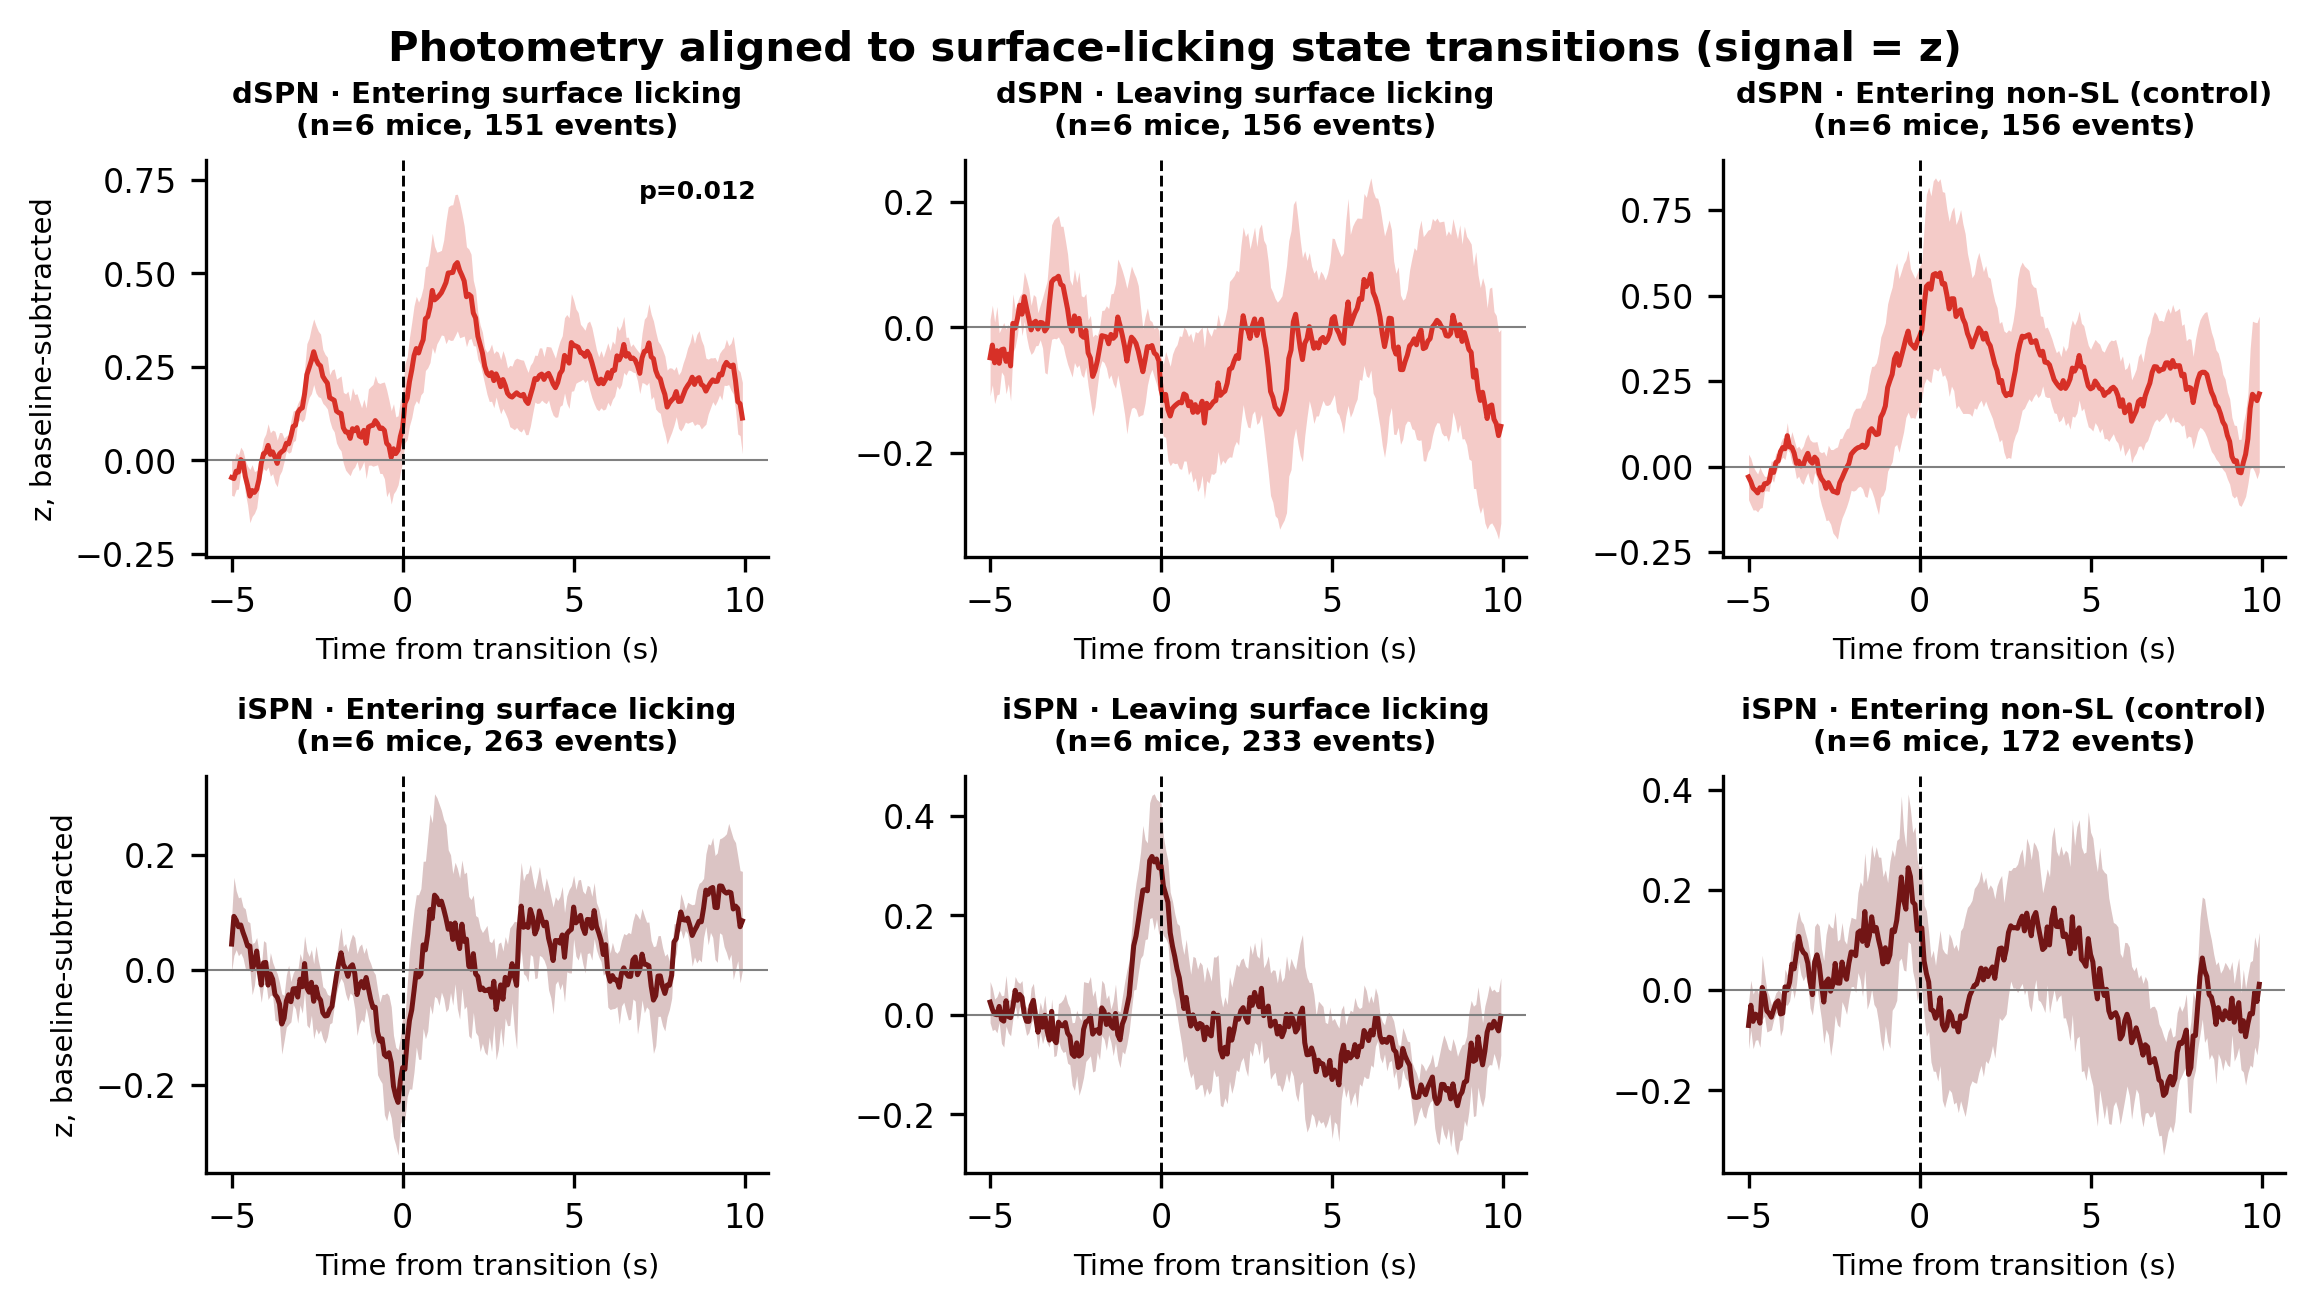 Photometry aligned to surface-licking state transitions (signal = z)
dSPN · Entering surface licking
(n=6 mice, 151 events)
z, baseline-subtracted
0.75
0.50
0.25
0.00
−0.25
p=0.012
−5 0 5 10
Time from transition (s)
dSPN · Leaving surface licking
(n=6 mice, 156 events)
0.2
0.0
−0.2
−5 0 5 10
Time from transition (s)
dSPN · Entering non-SL (control)
(n=6 mice, 156 events)
0.75
0.50
0.25
0.00
−0.25
−5 0 5 10
Time from transition (s)
iSPN · Entering surface licking
(n=6 mice, 263 events)
z, baseline-subtracted
0.2
0.0
−0.2
−5 0 5 10
Time from transition (s)
iSPN · Leaving surface licking
(n=6 mice, 233 events)
0.4
0.2
0.0
−0.2
−5 0 5 10
Time from transition (s)
iSPN · Entering non-SL (control)
(n=6 mice, 172 events)
0.4
0.2
0.0
−0.2
−5 0 5 10
Time from transition (s)